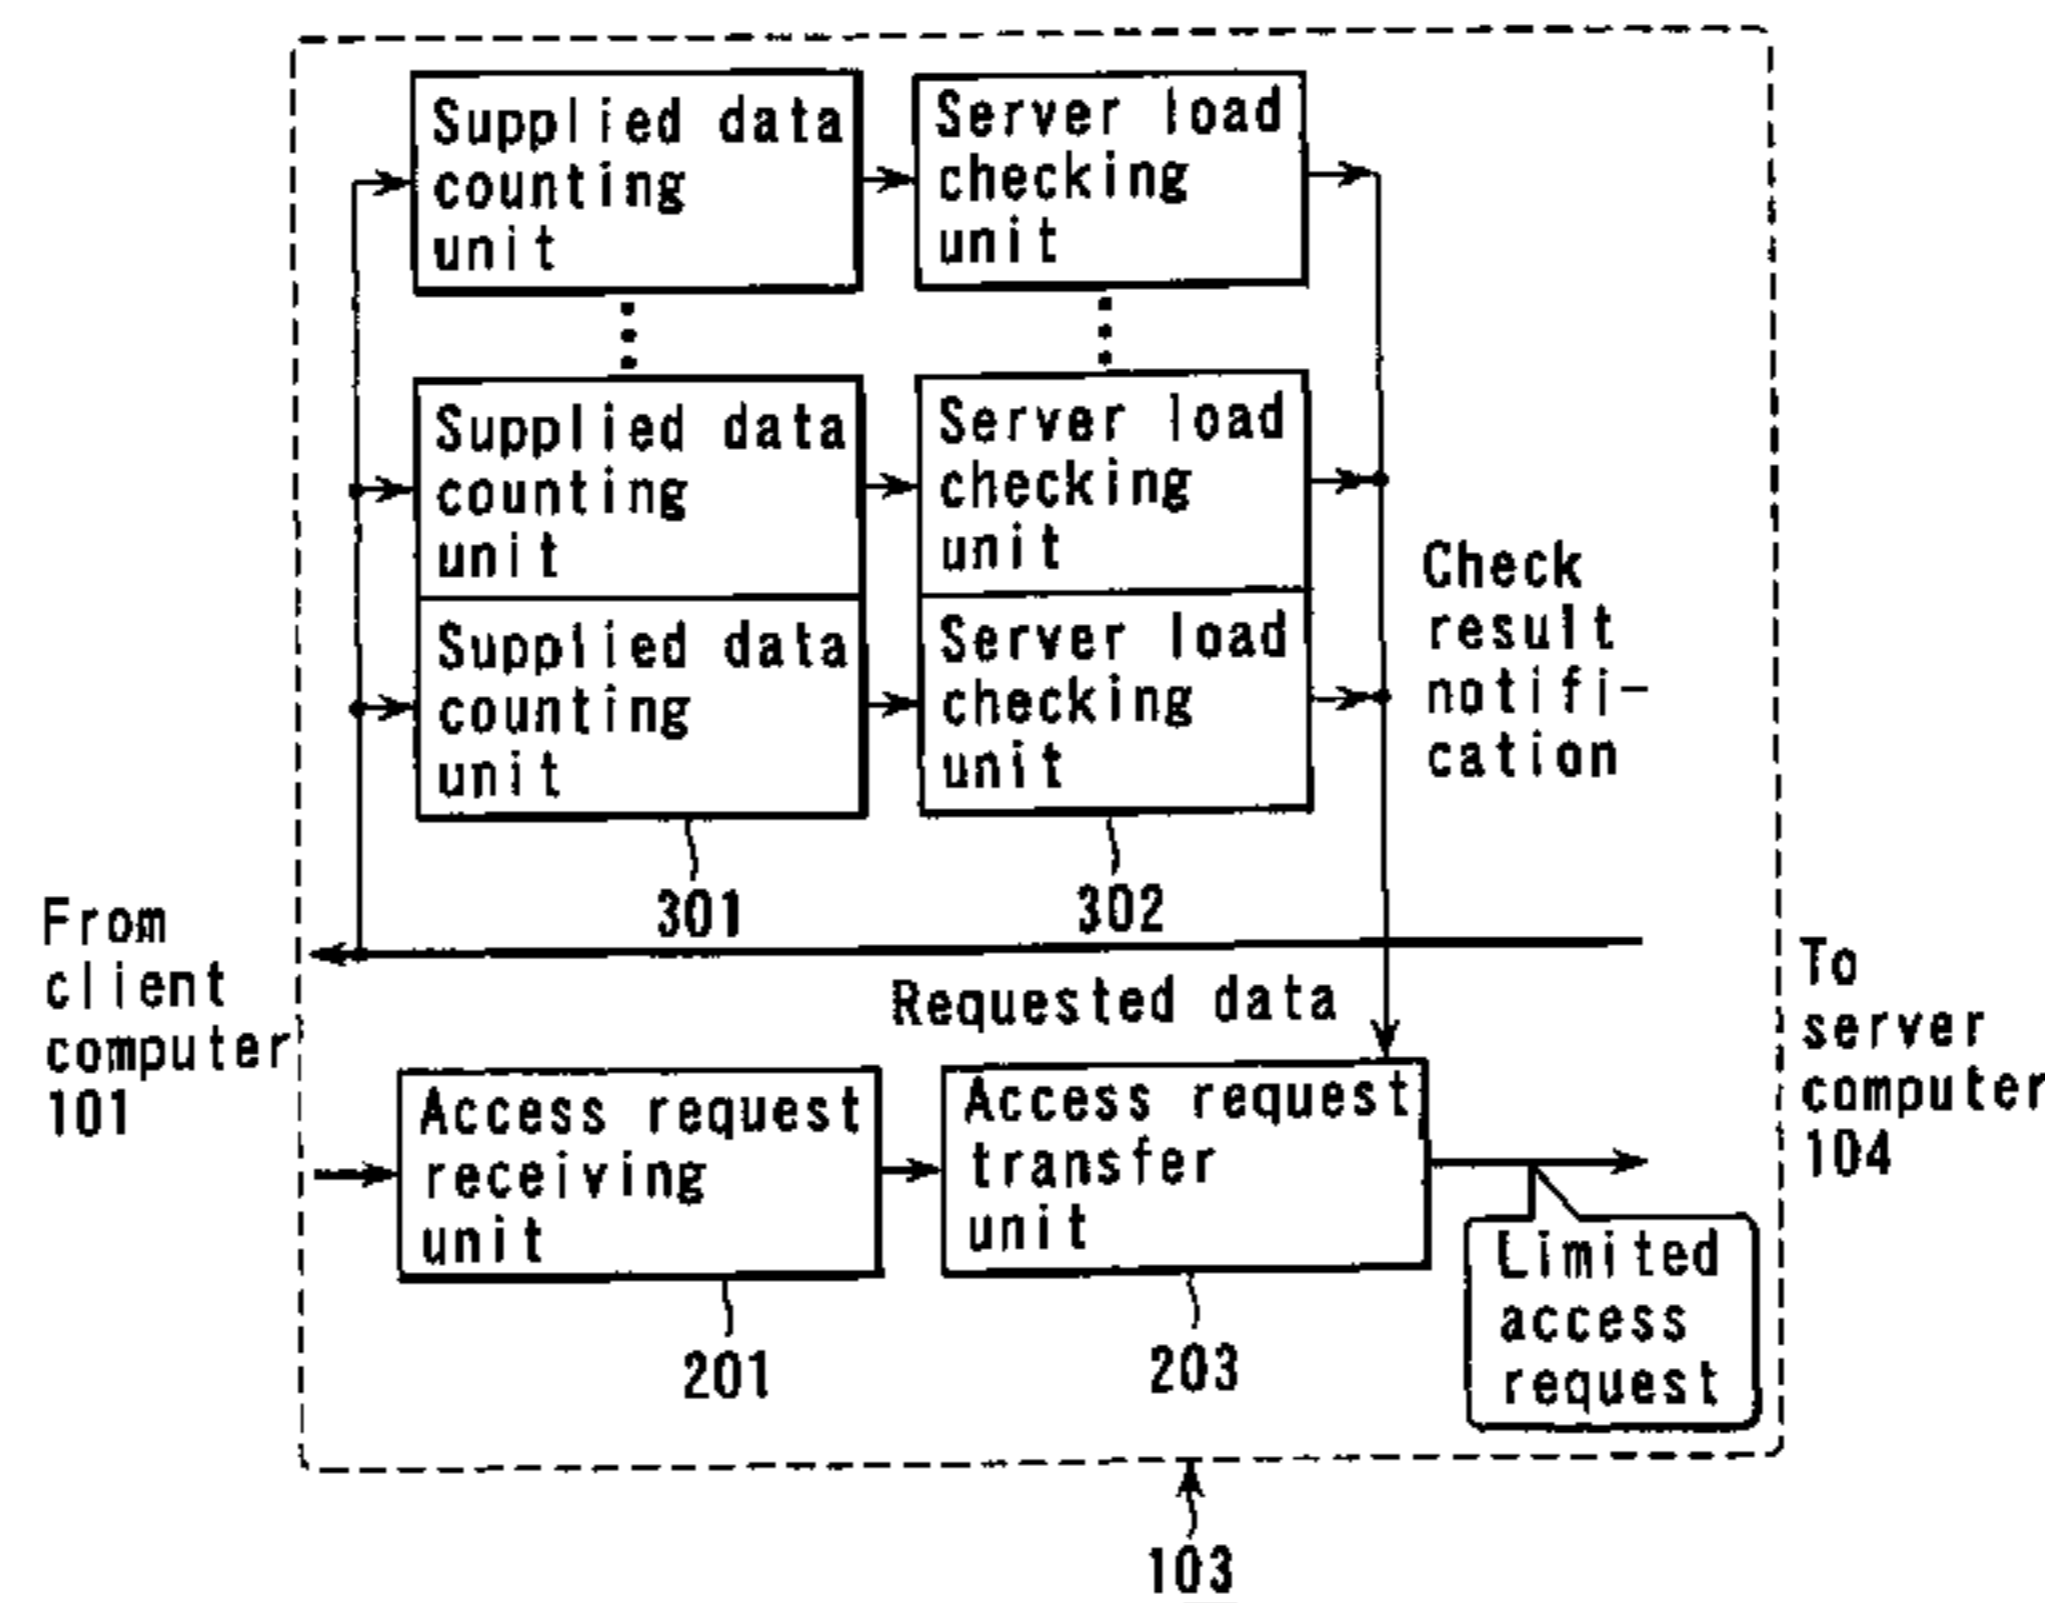 Supplied data
counting
unit
Server load
checking
unit
Supplied data
counting
unit
Server load
checking
unit
Supplied data
counting
unit
Server load
checking
unit
Check
result
notifi-
cation
301
302
From
client
computer
101
To
server
computer
104
Requested data
Access request
receiving
unit
Access request
transfer
unit
Limited
access
request
201
203
103